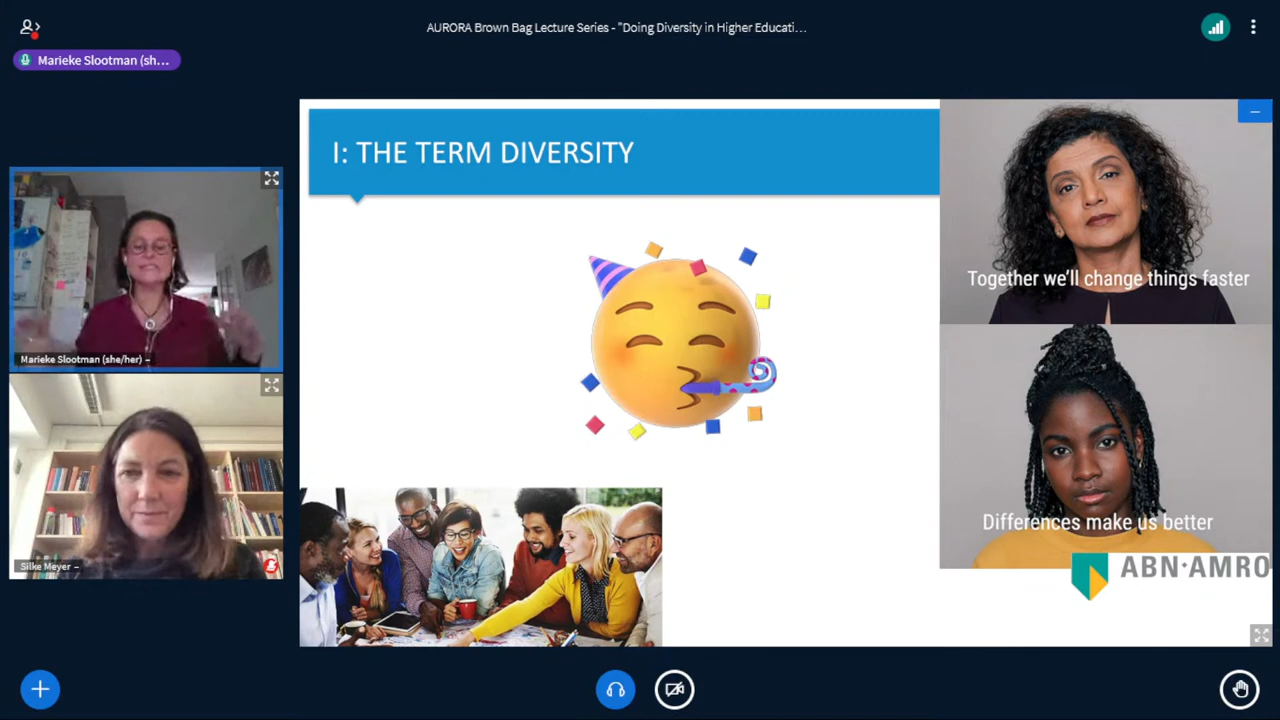 AURORA Brown Bag Lecture Series - "Doing Diversity in Higher Educati…
Marieke Slootman (sh…
I: THE TERM DIVERSITY
Together we'll change things faster
Marieke Slootman (she/her) –
Differences make us better
Silke Meyer –
ABN·AMRO